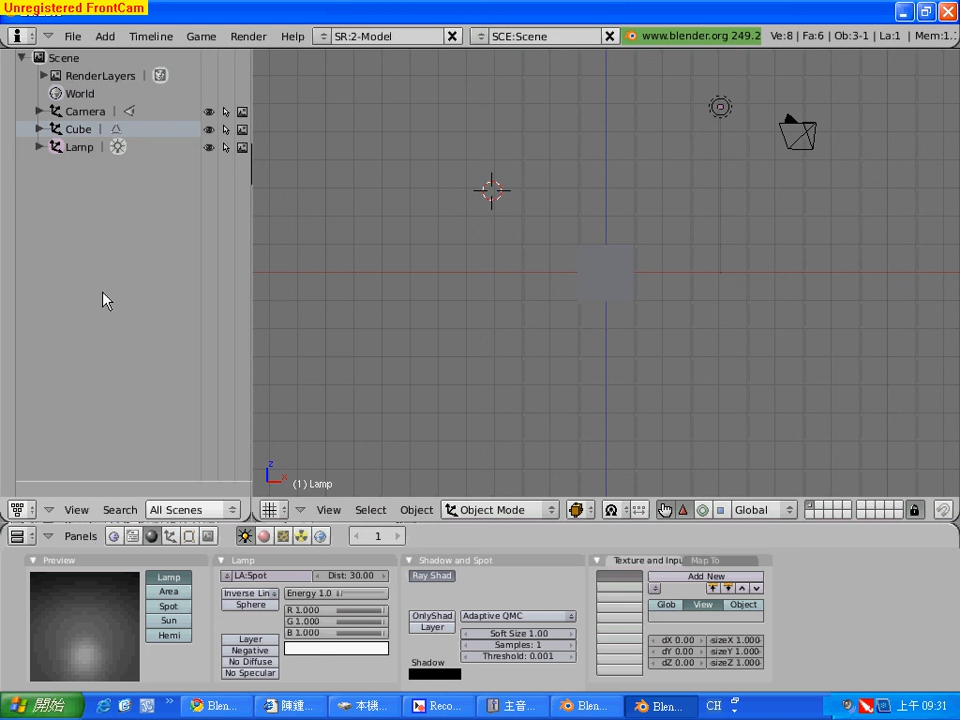 Unregistered FrontCam
File Add Timeline Game Render Help SR:2-Model SCE:Scene www.blender.org 249.2 Ve:8 | Fa:6 | Ob:3-1 | La:1 | Mem:1.
Scene
RenderLayers
World
Camera
Cube
Lamp
z
x
(1) Lamp
View Search All Scenes View Select Object Object Mode Global
Panels 1
Preview Lamp Shadow and Spot Texture and Inpu Map To
Lamp
Area
Spot
Sun
Hemi
LA:Spot Dist: 30.00
Inverse Lin Energy 1.0
Sphere
R 1.000
G 1.000
B 1.000
Layer
Negative
No Diffuse
No Specular
Ray Shad
OnlyShad Adaptive QMC
Layer
Soft Size 1.00
Samples: 1
Threshold: 0.001
Shadow
Add New
Glob View Object
dX 0.00 sizeX 1.000
dY 0.00 sizeY 1.000
dZ 0.00 sizeZ 1.000
開始 Blen... 陳鍾... 本機... Reco... 主音... Blen... Blen... CH 上午 09:31